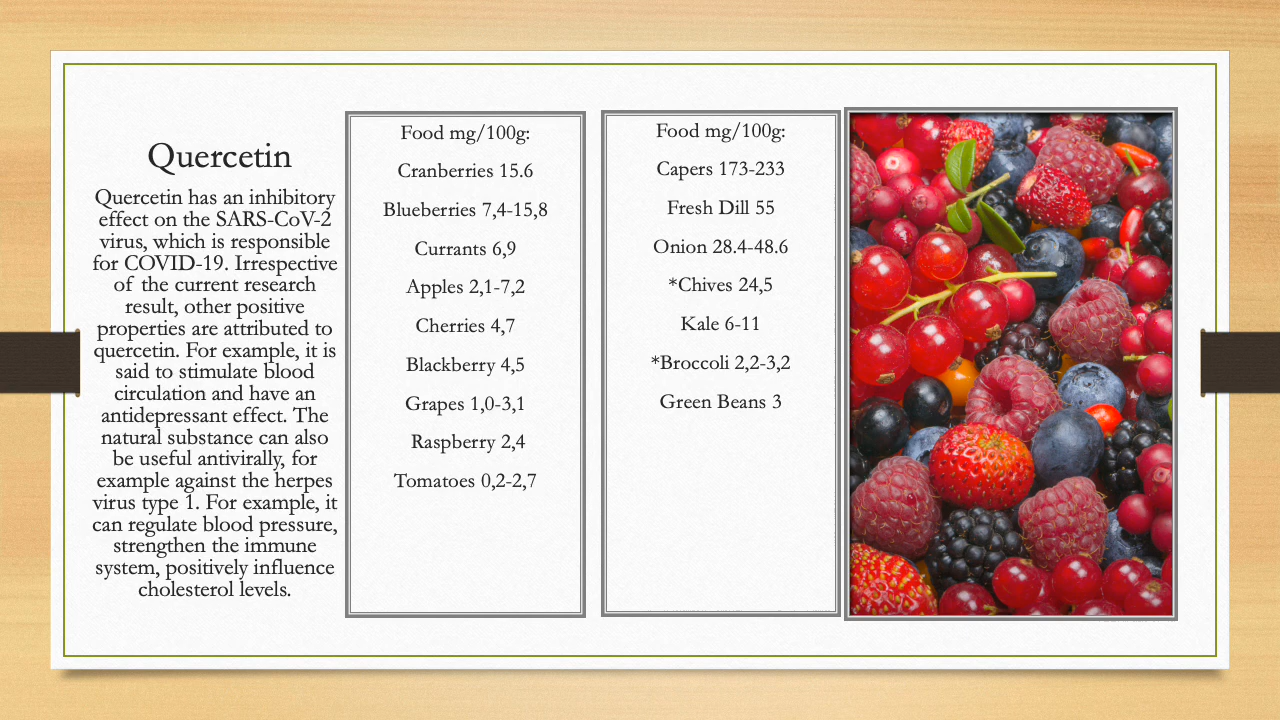 Quercetin
Quercetin has an inhibitory
effect on the SARS-CoV-2
virus, which is responsible
for COVID-19. Irrespective
of the current research
result, other positive
properties are attributed to
quercetin. For example, it is
said to stimulate blood
circulation and have an
antidepressant effect. The
natural substance can also
be useful antivirally, for
example against the herpes
virus type 1. For example, it
can regulate blood pressure,
strengthen the immune
system, positively influence
cholesterol levels.
Food mg/100g:
Cranberries 15.6
Blueberries 7,4-15,8
Currants 6,9
Apples 2,1-7,2
Cherries 4,7
Blackberry 4,5
Grapes 1,0-3,1
Raspberry 2,4
Tomatoes 0,2-2,7
Food mg/100g:
Capers 173-233
Fresh Dill 55
Onion 28.4-48.6
*Chives 24,5
Kale 6-11
*Broccoli 2,2-3,2
Green Beans 3